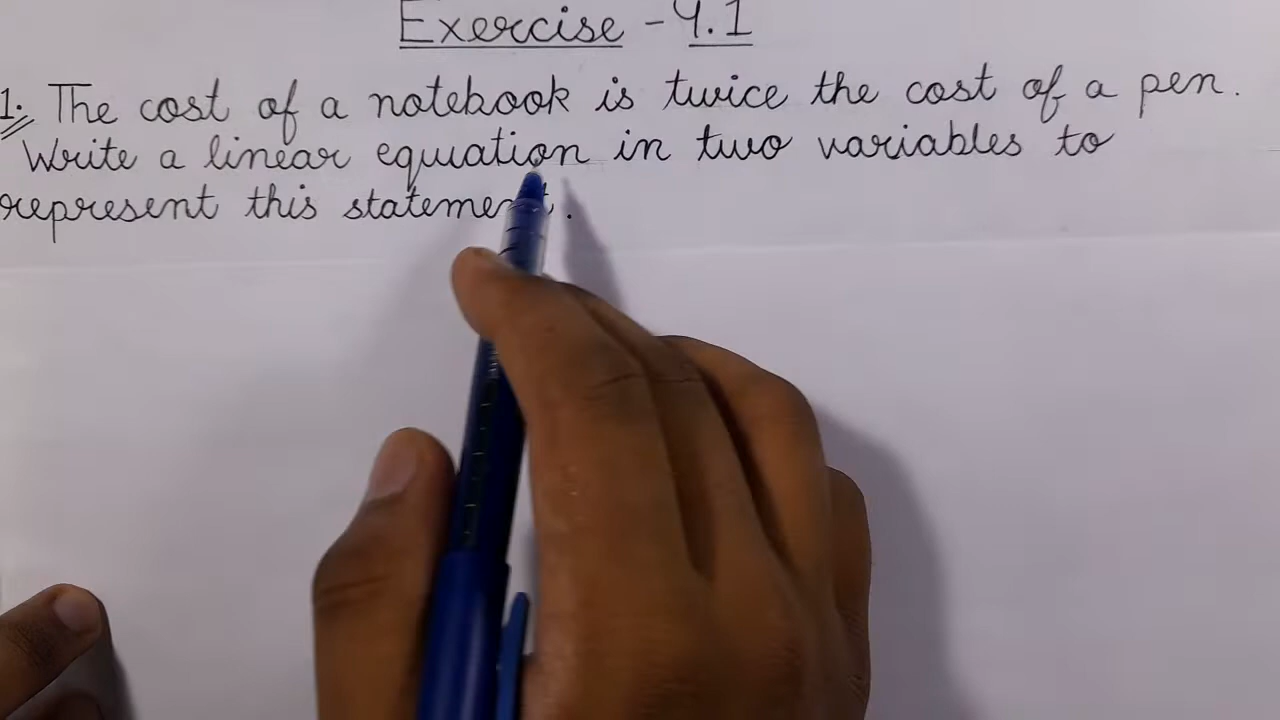 Exercise - 4.1
1. The cost of a notebook is twice the cost of a pen.
Write a linear equation in two variables to
represent this statement.